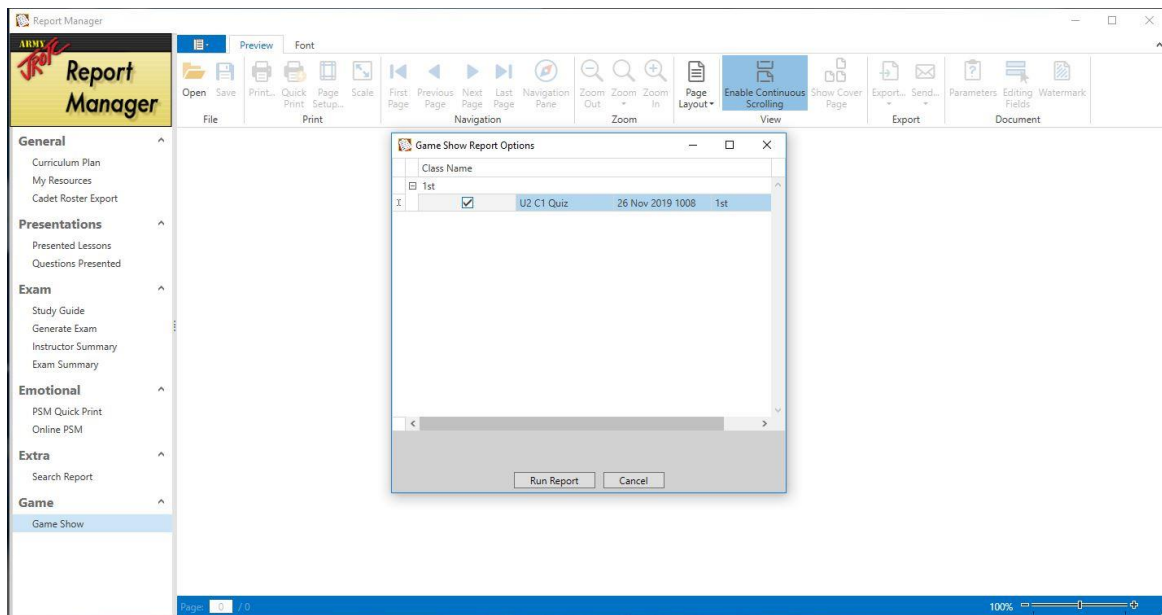 Report Manager
ARMY
JROTC
Report
Manager
Preview Font
Open Save Print... Quick Print Page Setup... Scale First Page Previous Page Next Page Last Page Navigation Pane Zoom Out Zoom Zoom In Page Layout Enable Continuous Scrolling Show Cover Page Export... Send... Parameters Editing Fields Watermark
File Print Navigation Zoom View Export Document
General
Curriculum Plan
My Resources
Cadet Roster Export
Presentations
Presented Lessons
Questions Presented
Exam
Study Guide
Generate Exam
Instructor Summary
Exam Summary
Emotional
PSM Quick Print
Online PSM
Extra
Search Report
Game
Game Show
Game Show Report Options
Class Name
1st
U2 C1 Quiz 26 Nov 2019 1008 1st
Run Report Cancel
Page: 0 / 0 100%